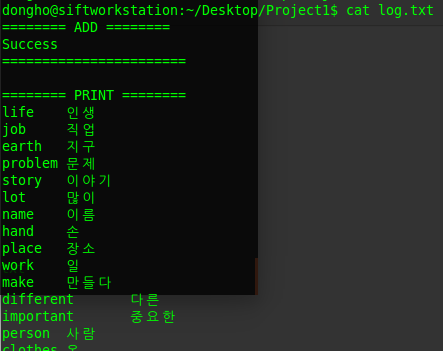 dongho@siftworkstation:~/Desktop/Project1$ cat log.txt
======== ADD ========
Success
=======================
======== PRINT ========
life 인생
job 직업
earth 지구
problem 문제
story 이야기
lot 많이
name 이름
hand 손
place 장소
work 일
make 만들다
different 다른
important 중요한
person 사람
clothes 옷